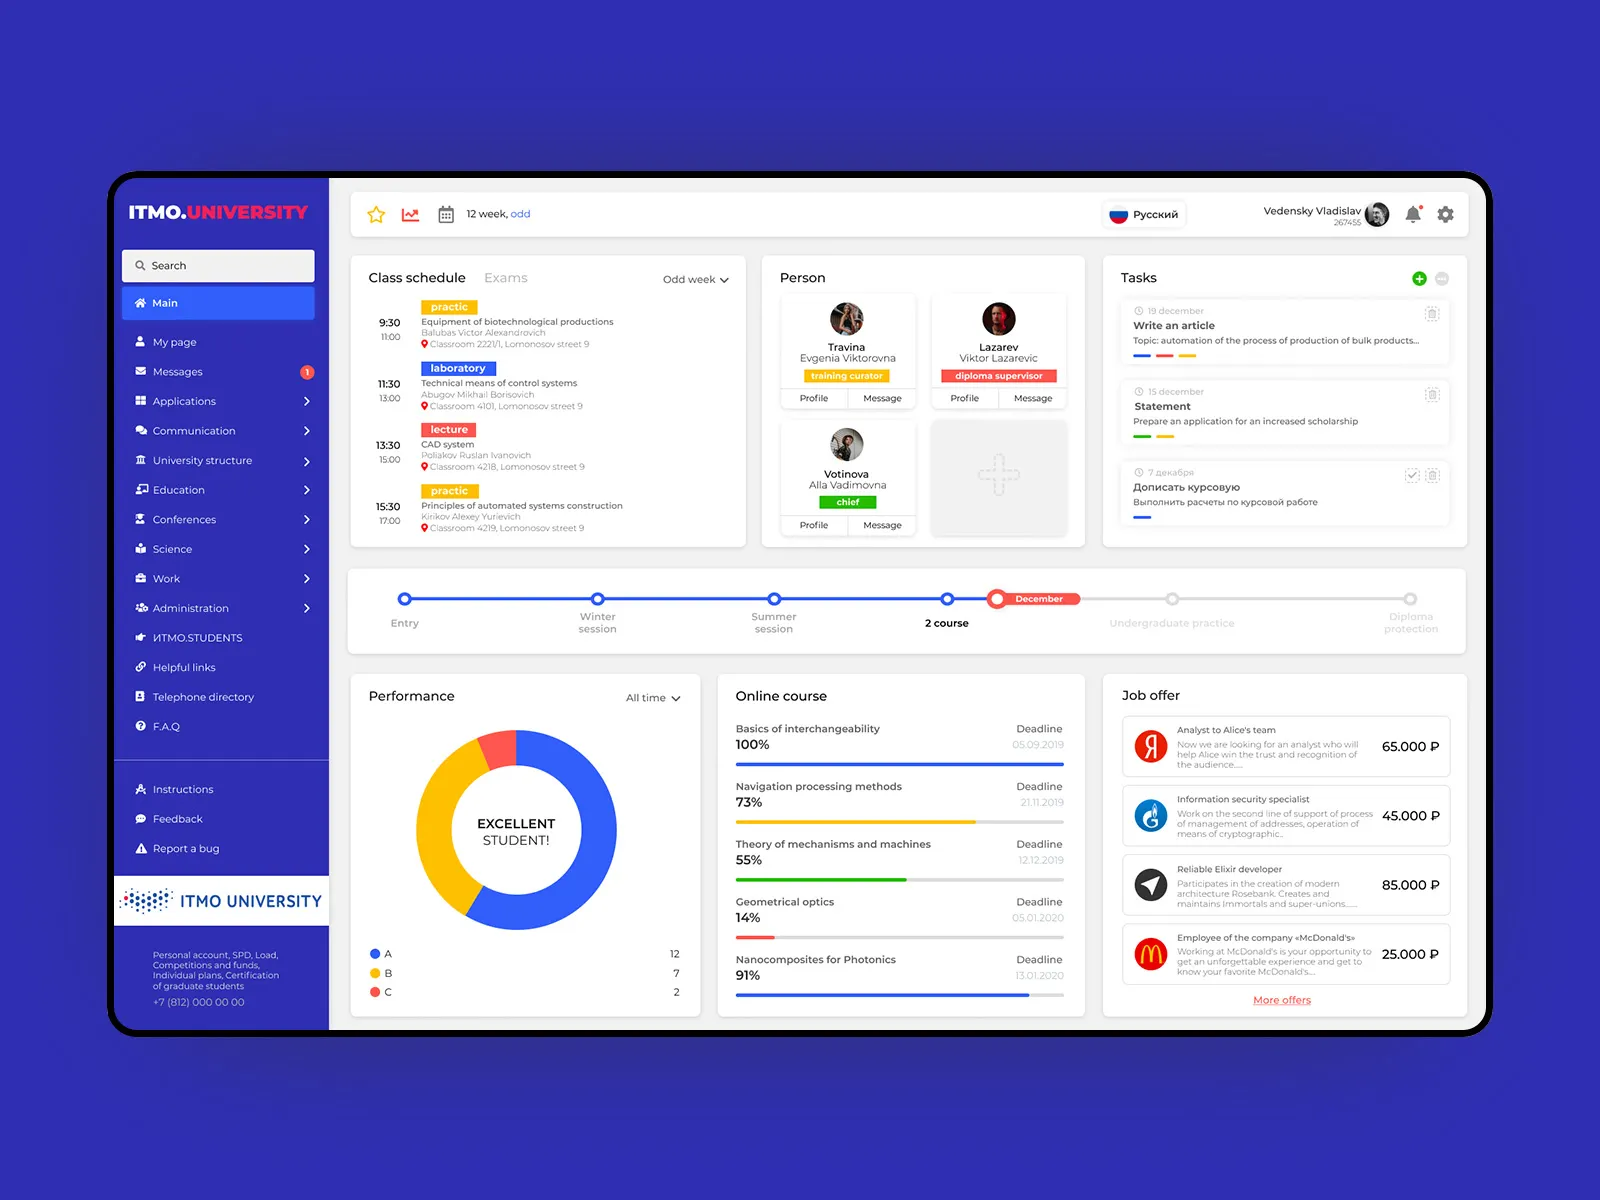 ITMO.UNIVERSITY
Search
Main
My page
Messages
1
Applications
Communication
University structure
Education
Conferences
Science
Work
Administration
ИТМО.STUDENTS
Helpful links
Telephone directory
F.A.Q
Instructions
Feedback
Report a bug
ITMO UNIVERSITY
Personal account, SPD, Load,
Competitions and funds,
Individual plans, Certification
of graduate students
+7 (812) 000 00 00
12 week, odd
Русский
Vedensky Vladislav
267455
Class schedule
Exams
Odd week
practic
9:30
11:00
Equipment of biotechnological productions
Balubas Victor Alexandrovich
Classroom 2221/1, Lomonosov street 9
laboratory
11:30
13:00
Technical means of control systems
Abugov Mikhail Borisovich
Classroom 4101, Lomonosov street 9
lecture
13:30
15:00
CAD system
Poliakov Ruslan Ivanovich
Classroom 4218, Lomonosov street 9
practic
15:30
17:00
Principles of automated systems construction
Kirikov Alexey Yurievich
Classroom 4219, Lomonosov street 9
Person
Travina
Evgenia Viktorovna
training curator
Profile
Message
Lazarev
Viktor Lazarevic
diploma supervisor
Profile
Message
Votinova
Alla Vadimovna
chief
Profile
Message
Tasks
19 december
Write an article
Topic: automation of the process of production of bulk products...
15 december
Statement
Prepare an application for an increased scholarship
7 декабря
Дописать курсовую
Выполнить расчеты по курсовой работе
Entry
Winter
session
Summer
session
2 course
December
Undergraduate practice
Diploma
protection
Performance
All time
EXCELLENT
STUDENT!
A
12
B
7
C
2
Online course
Basics of interchangeability
Deadline
100%
05.09.2019
Navigation processing methods
Deadline
73%
21.11.2019
Theory of mechanisms and machines
Deadline
55%
12.12.2019
Geometrical optics
Deadline
14%
05.01.2020
Nanocomposites for Photonics
Deadline
91%
13.01.2020
Job offer
Я
Analyst to Alice's team
Now we are looking for an analyst who will
help Alice win the trust and recognition of
the audience.....
65.000 ₽
Information security specialist
Work on the second line of support of process
of management of addresses, operation of
means of cryptographic..
45.000 ₽
Reliable Elixir developer
Participates in the creation of modern
architecture Rosebank. Creates and
maintains Immortals and super-unions......
85.000 ₽
Employee of the company «McDonald's»
Working at McDonald's is your opportunity to
get an unforgettable experience and get to
know your favorite McDonald's....
25.000 ₽
More offers